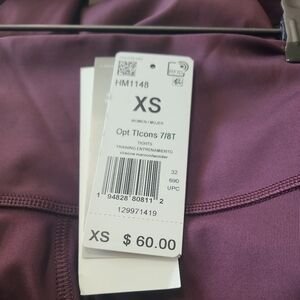 HM1148
XS
WOMEN / MUJER
Opt TIcons 7/8T
TIGHTS
TRAINING/ENTRENAMIENTO
32
690
UPC
1 94828 80811 2
129971419
XS $ 60.00